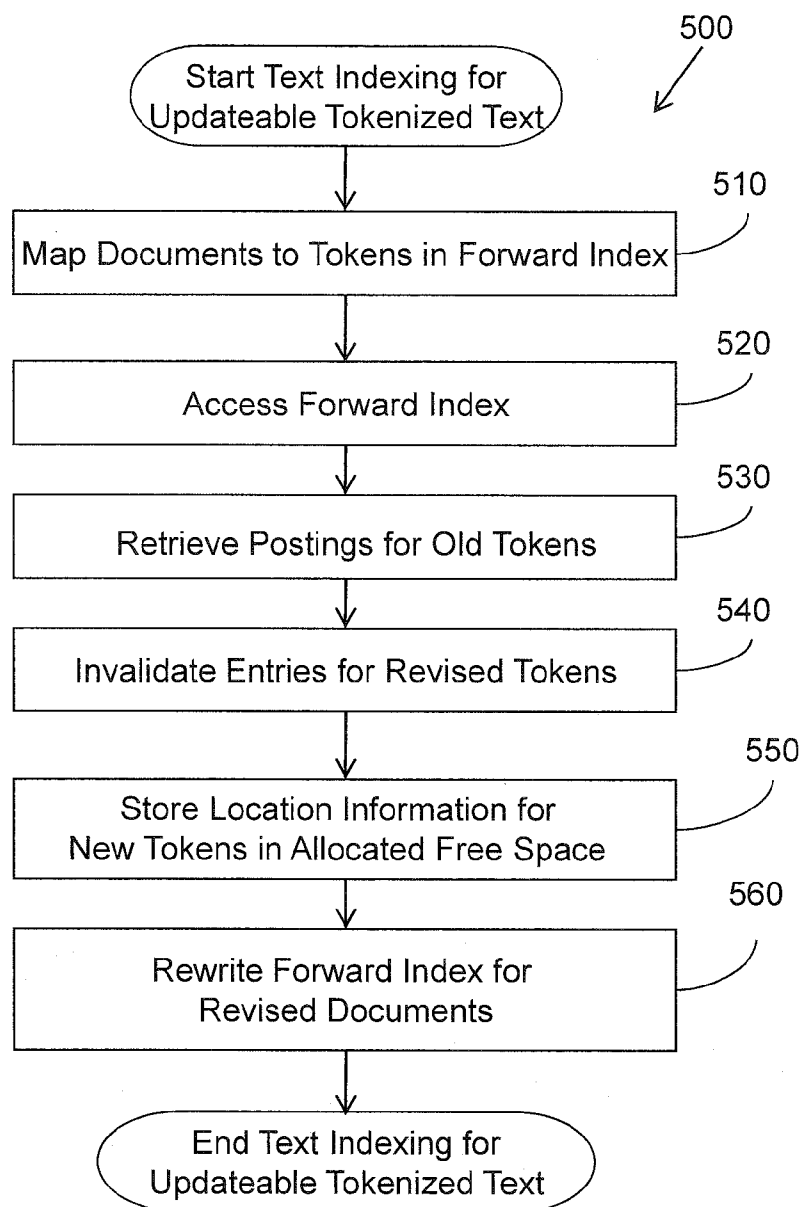 500
Start Text Indexing for
Updateable Tokenized Text
510
Map Documents to Tokens in Forward Index
520
Access Forward Index
530
Retrieve Postings for Old Tokens
540
Invalidate Entries for Revised Tokens
550
Store Location Information for
New Tokens in Allocated Free Space
560
Rewrite Forward Index for
Revised Documents
End Text Indexing for
Updateable Tokenized Text